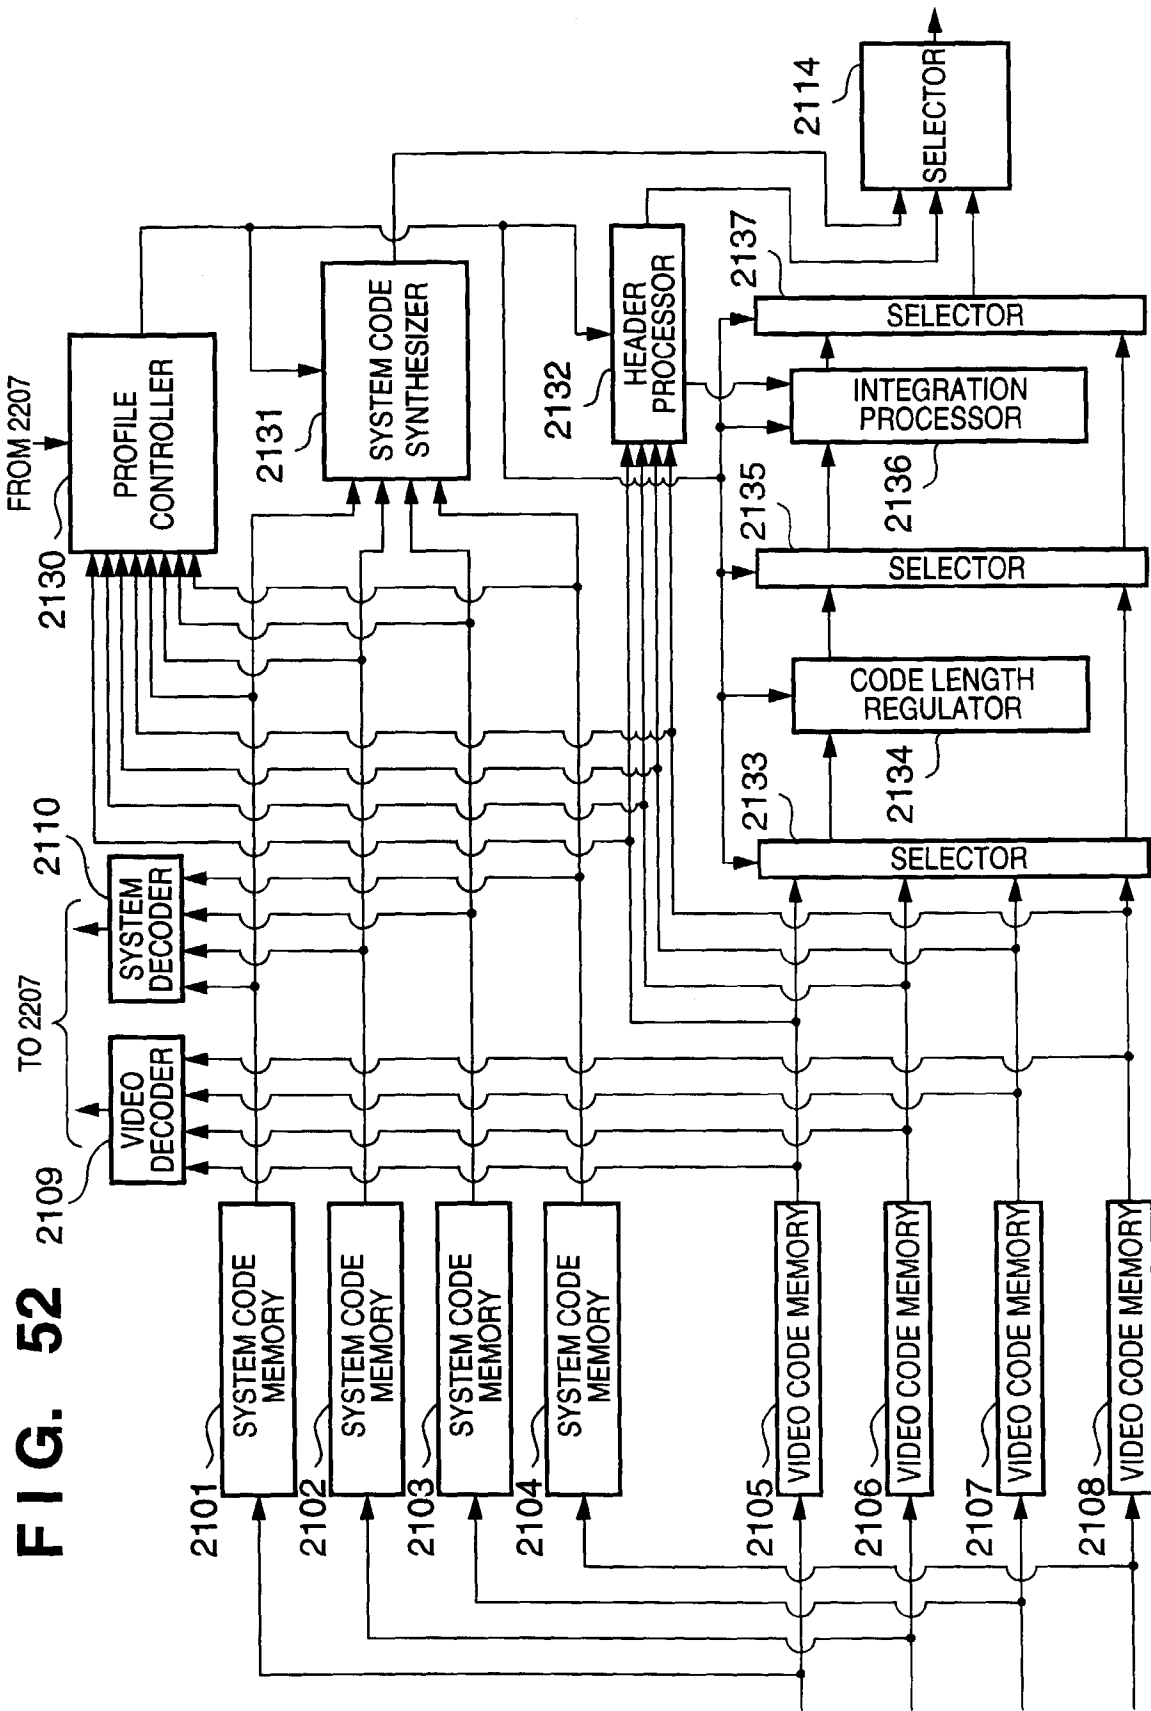 FIG. 52
FROM 2207
TO 2207
2130
PROFILE
CONTROLLER
2109
VIDEO
DECODER
2110
SYSTEM
DECODER
2101
SYSTEM CODE
MEMORY
2102
SYSTEM CODE
MEMORY
2103
SYSTEM CODE
MEMORY
2104
SYSTEM CODE
MEMORY
2131
SYSTEM CODE
SYNTHESIZER
2132
HEADER
PROCESSOR
2105
VIDEO CODE MEMORY
2106
VIDEO CODE MEMORY
2107
VIDEO CODE MEMORY
2108
VIDEO CODE MEMORY
2133
SELECTOR
2134
CODE LENGTH
REGULATOR
2135
SELECTOR
2136
INTEGRATION
PROCESSOR
2137
SELECTOR
2114
SELECTOR